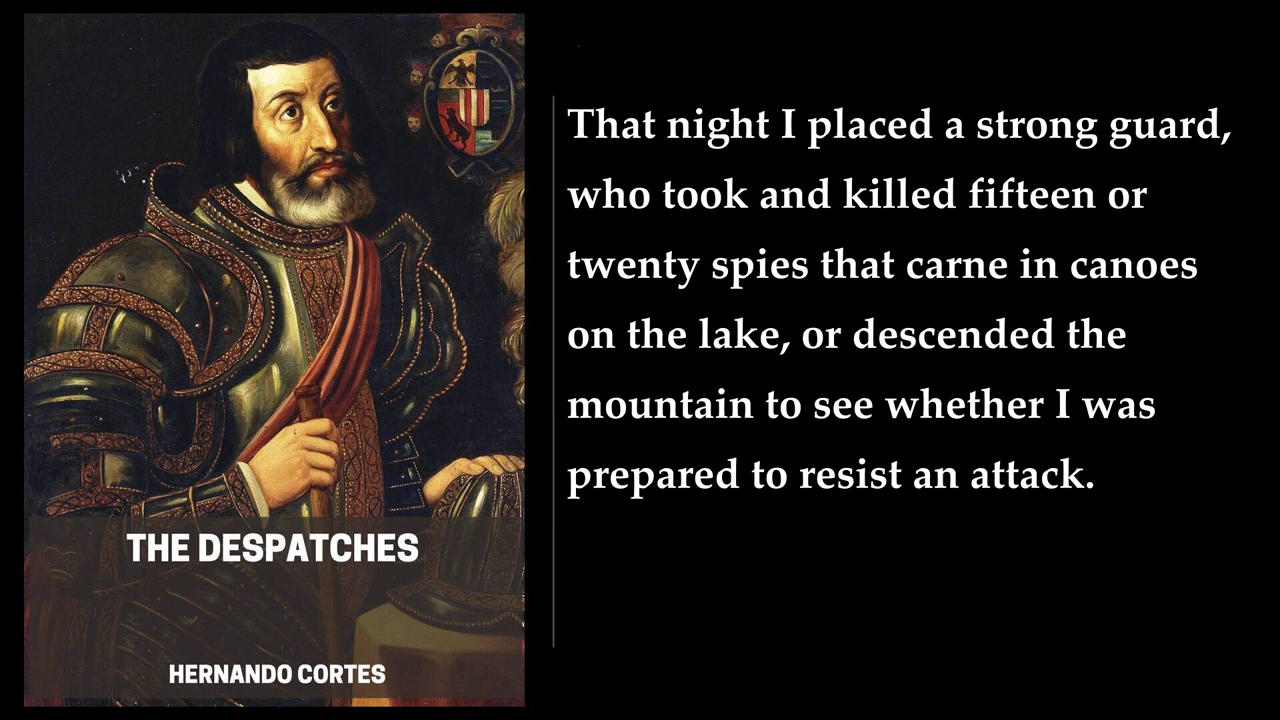 THE DESPATCHES
HERNANDO CORTES
That night I placed a strong guard,
who took and killed fifteen or
twenty spies that carne in canoes
on the lake, or descended the
mountain to see whether I was
prepared to resist an attack.